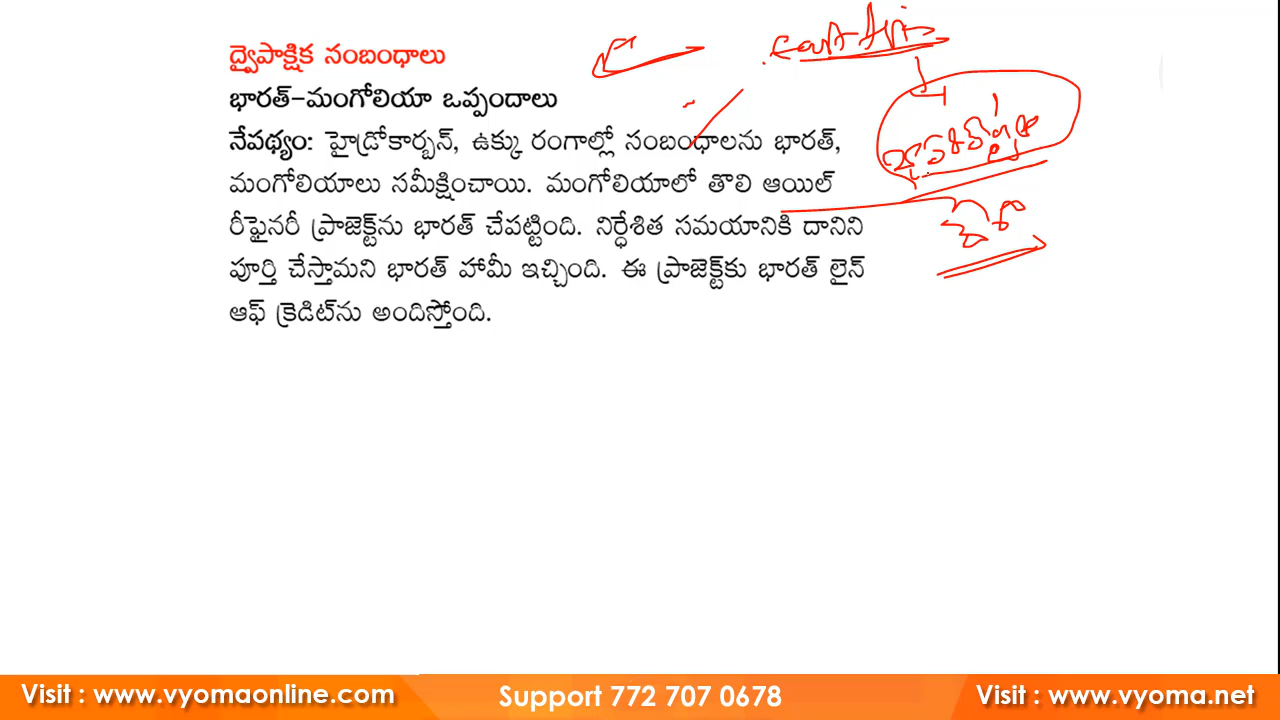 ద్వైపాక్షిక సంబంధాలు
భారత్-మంగోలియా ఒప్పందాలు
నేపథ్యం: హైడ్రోకార్బన్, ఉక్కు రంగాల్లో సంబంధాలను భారత్,
మంగోలియాలు సమీక్షించాయి. మంగోలియాలో తొలి ఆయిల్
రీఫైనరీ ప్రాజెక్ట్‌ను భారత్ చేపట్టింది. నిర్ధేశిత సమయానికి దానిని
పూర్తి చేస్తామని భారత్ హామీ ఇచ్చింది. ఈ ప్రాజెక్ట్‌కు భారత్ లైన్
ఆఫ్ క్రెడిట్‌ను అందిస్తోంది.
Visit : www.vyomaonline.com
Support 772 707 0678
Visit : www.vyoma.net